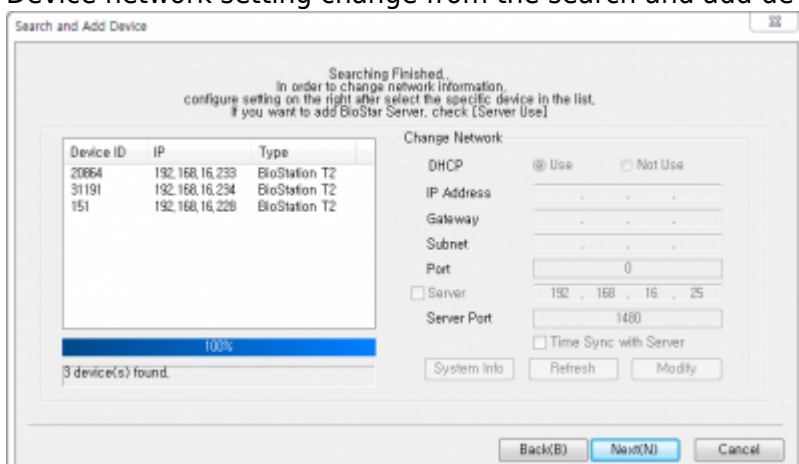 Device network setting change from the search and add de
Search and Add Device
Searching Finished,,
In order to change network information,
configure setting on the right after select the specific device in the list,
If you want to add BioStar Server, check [Server Use]
Device ID IP Type
20864 192,168,16,233 BioStation T2
31191 192,168,16,234 BioStation T2
151 192,168,16,228 BioStation T2
100%
3 device(s) found,
Change Network
DHCP Use Not Use
IP Address . . .
Gateway . . .
Subnet . . .
Port 0
Server 192 . 168 . 16 . 25
Server Port 1480
Time Sync with Server
System Info Refresh Modify
Back(B) Next(N) Cancel